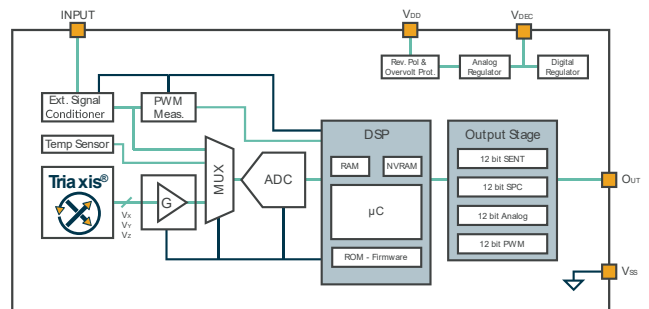 INPUT
VDD
VDEC
Rev. Pol &
Overvolt Prot.
Analog
Regulator
Digital
Regulator
Ext. Signal
Conditioner
PWM
Meas.
Temp Sensor
Triaxis®
VX
VY
VZ
G
MUX
ADC
DSP
RAM
NVRAM
µC
ROM - Firmware
Output Stage
12 bit SENT
12 bit SPC
12 bit Analog
12 bit PWM
OUT
VSS